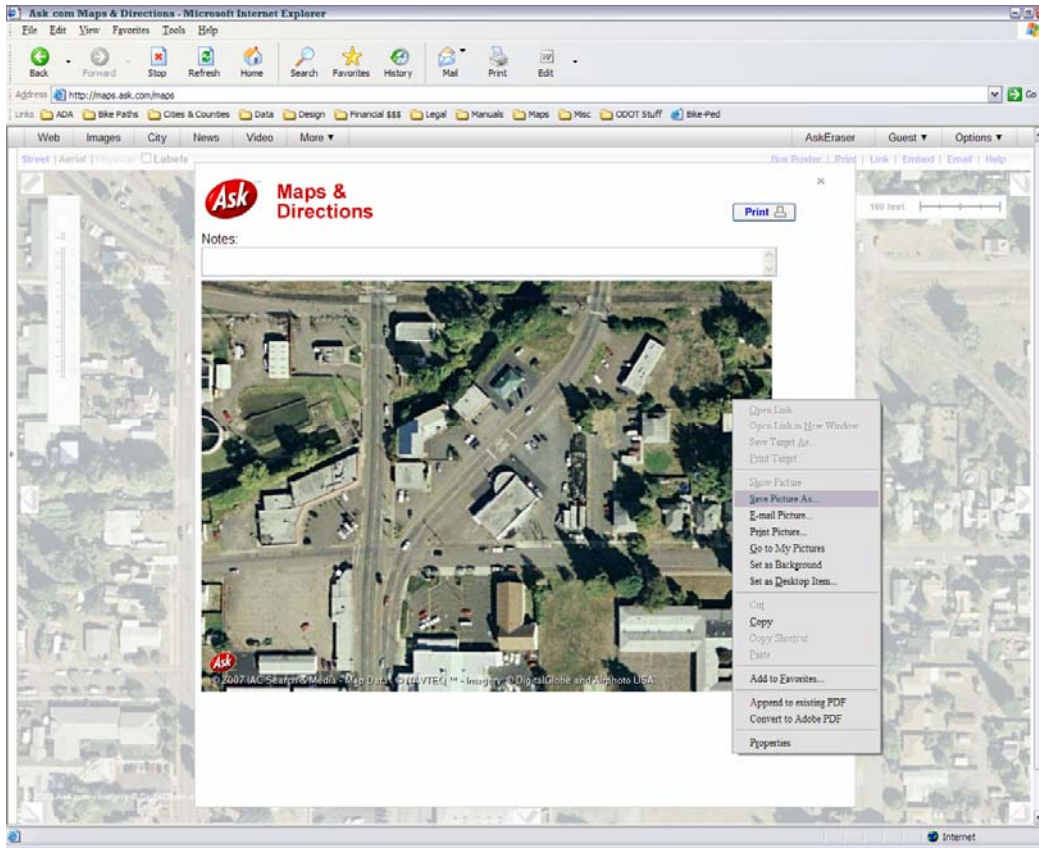 Ask.com Maps & Directions - Microsoft Internet Explorer
File Edit View Favorites Tools Help
Back Forward Stop Refresh Home Search Favorites History Mail Print Edit
Address http://maps.ask.com/maps Go
Links ADA Bike Paths Cities & Counties Data Design Financial $$$ Legal Manuals Maps Misc ODOT Stuff Bike-Ped
Web Images City News Video More ▼ AskEraser Guest ▼ Options ▼
Street | Aerial | Physical Labels Print | Link | Embed | Email | Help
Ask Maps &
Directions
100 feet
Print
Notes:
Open Link
Open Link in New Window
Save Target As...
Print Target
Show Picture
Save Picture As...
E-mail Picture...
Print Picture...
Go to My Pictures
Set as Background
Set as Desktop Item...
Cut
Copy
Copy Shortcut
Paste
Add to Favorites...
Append to existing PDF
Convert to Adobe PDF
Properties
Ask
© 2007 IAC Search & Media - Map Data © NAVTEQ ™ - Imagery © DigitalGlobe and Airphoto USA
Internet